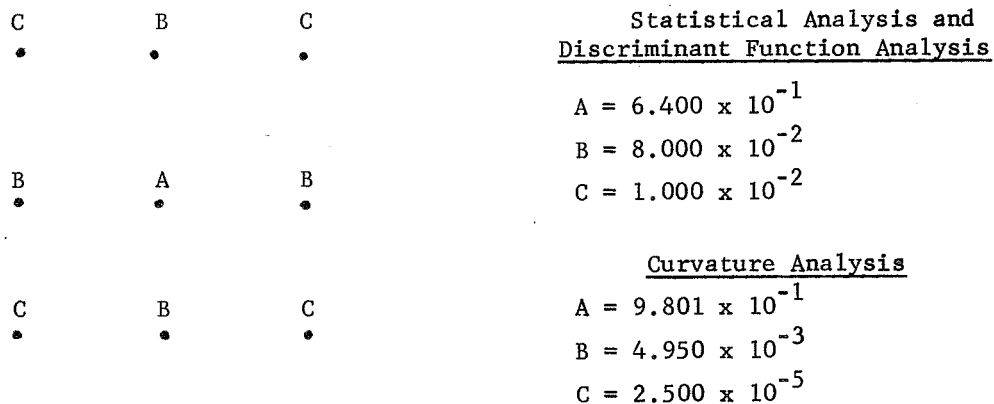 C B C
B A B
C B C
Statistical Analysis and
Discriminant Function Analysis
A = 6.400 x 10⁻¹
B = 8.000 x 10⁻²
C = 1.000 x 10⁻²
Curvature Analysis
A = 9.801 x 10⁻¹
B = 4.950 x 10⁻³
C = 2.500 x 10⁻⁵